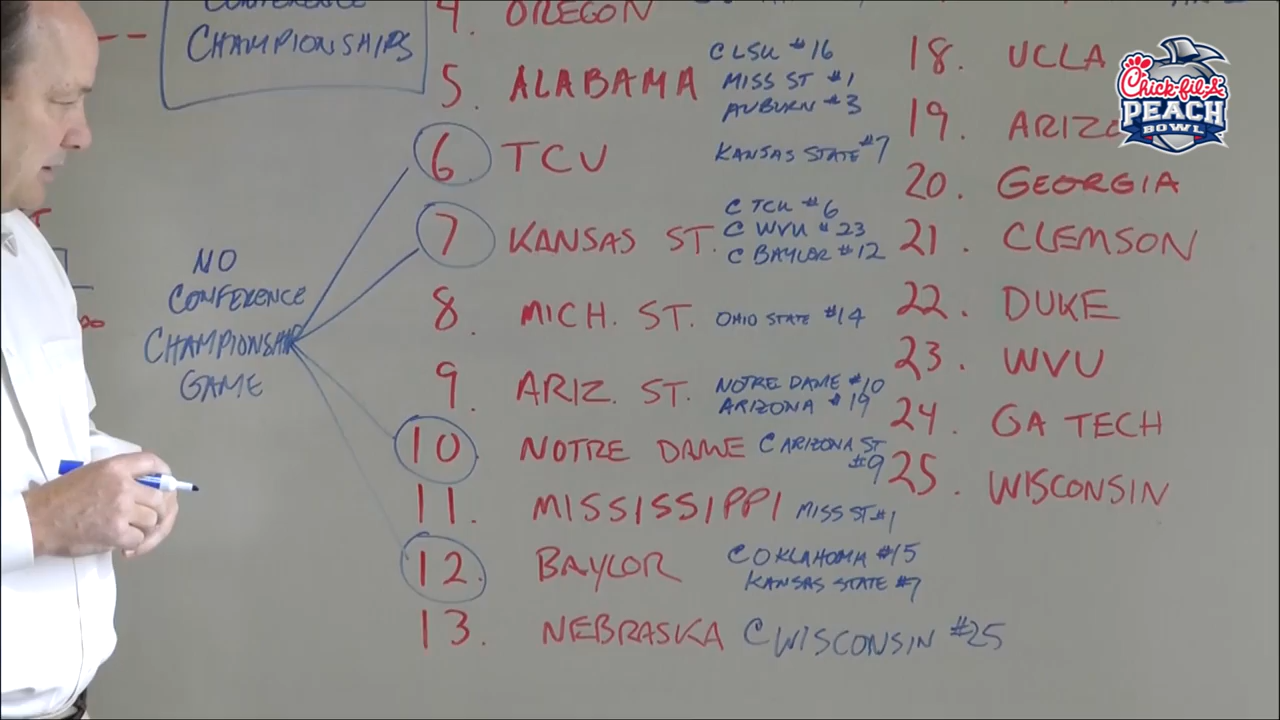 CONFERENCE
CHAMPIONSHIPS
NO
CONFERENCE
CHAMPIONSHIP
GAME
4. OREGON
5. ALABAMA
@ LSU #16
MISS ST #1
AUBURN #3
6. TCU
KANSAS STATE #7
7 KANSAS ST.
@ TCU #6
@ WVU #23
@ BAYLOR #12
8. MICH. ST. OHIO STATE #14
9. ARIZ. ST.
NOTRE DAME #10
ARIZONA #19
10 NOTRE DAME @ ARIZONA ST
#9
11. MISSISSIPPI MISS ST #1
12. BAYLOR
@ OKLAHOMA #15
KANSAS STATE #7
13. NEBRASKA @ WISCONSIN #25
18. UCLA
19. ARIZO
20. GEORGIA
21. CLEMSON
22. DUKE
23. WVU
24. GA TECH
25. WISCONSIN
Chick-fil-A
PEACH
BOWL